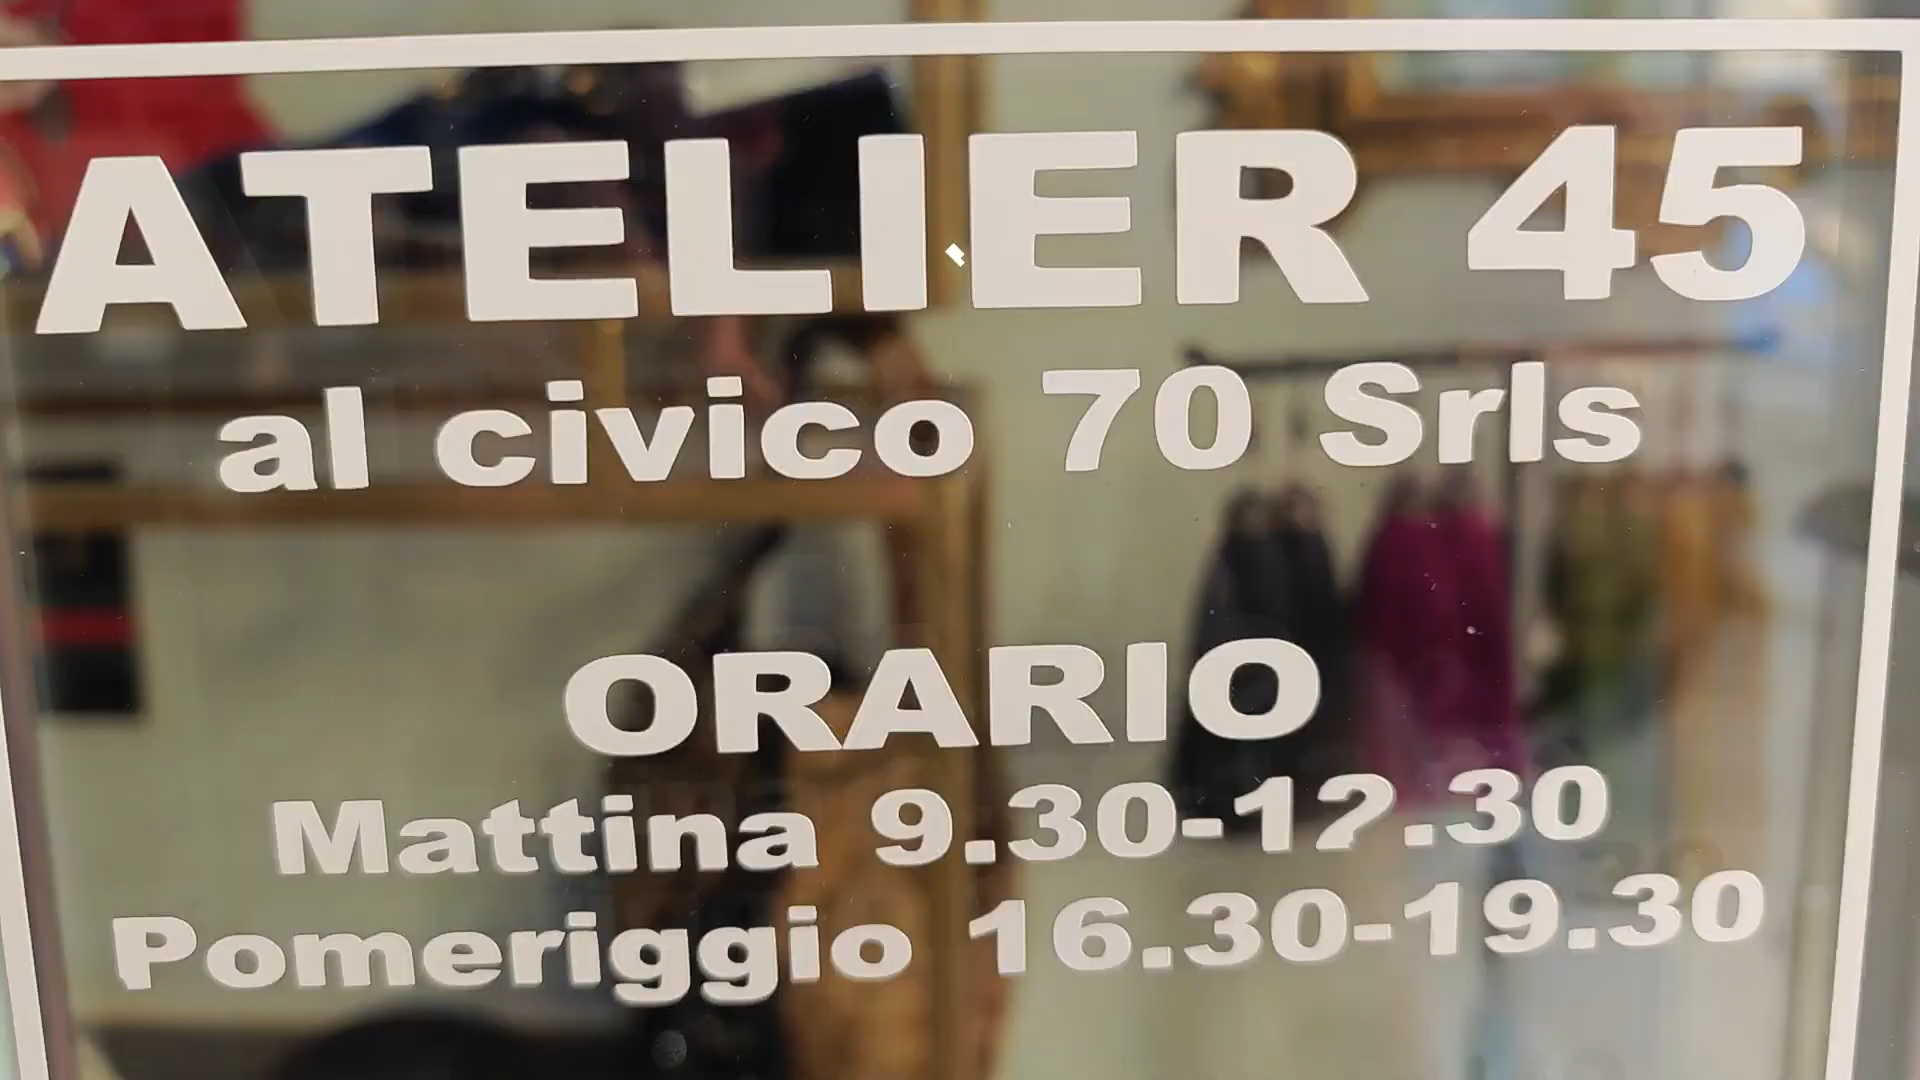 ATELIER 45
al civico 70 Srls
ORARIO
Mattina 9.30-12.30
Pomeriggio 16.30-19.30